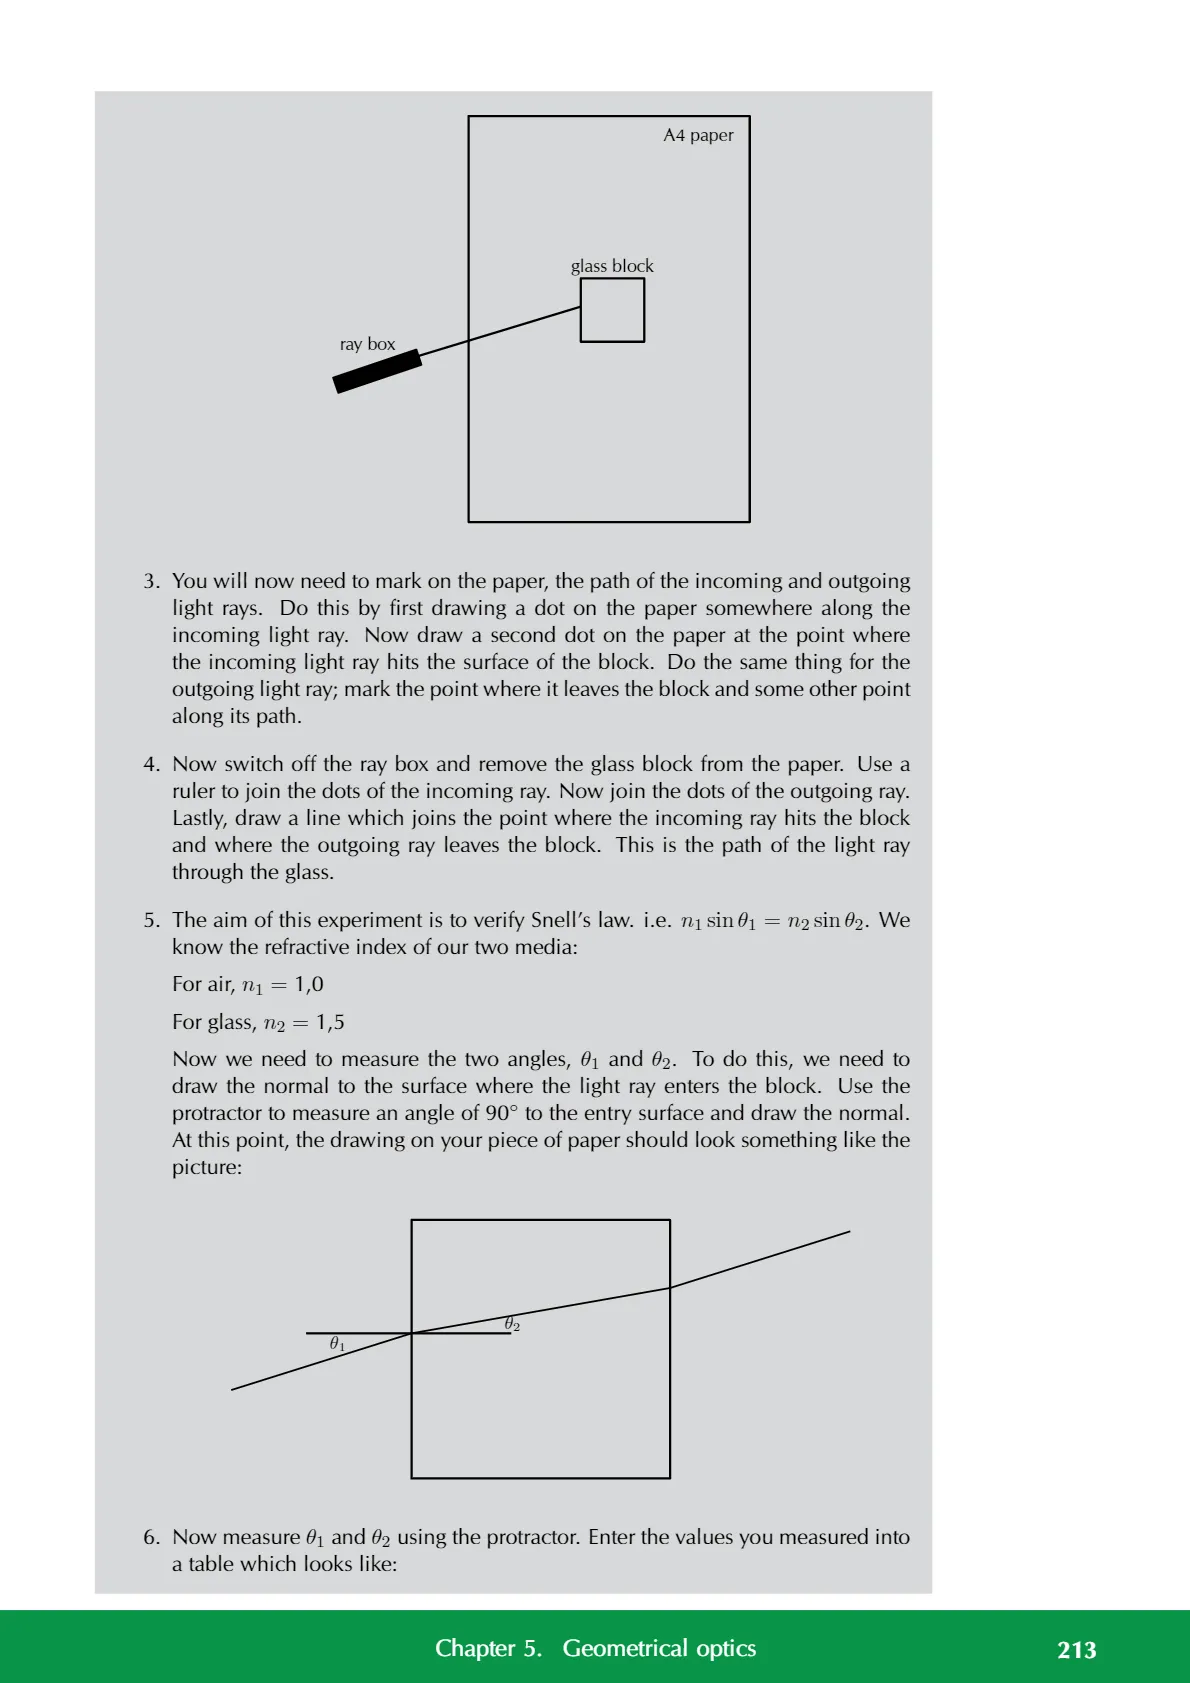 A4 paper
glass block
ray box
3. You will now need to mark on the paper, the path of the incoming and outgoing
light rays. Do this by first drawing a dot on the paper somewhere along the
incoming light ray. Now draw a second dot on the paper at the point where
the incoming light ray hits the surface of the block. Do the same thing for the
outgoing light ray; mark the point where it leaves the block and some other point
along its path.
4. Now switch off the ray box and remove the glass block from the paper. Use a
ruler to join the dots of the incoming ray. Now join the dots of the outgoing ray.
Lastly, draw a line which joins the point where the incoming ray hits the block
and where the outgoing ray leaves the block. This is the path of the light ray
through the glass.
5. The aim of this experiment is to verify Snell's law. i.e. n₁ sin θ₁ = n₂ sin θ₂. We
know the refractive index of our two media:
For air, n₁ = 1,0
For glass, n₂ = 1,5
Now we need to measure the two angles, θ₁ and θ₂. To do this, we need to
draw the normal to the surface where the light ray enters the block. Use the
protractor to measure an angle of 90° to the entry surface and draw the normal.
At this point, the drawing on your piece of paper should look something like the
picture:
θ₂
θ₁
6. Now measure θ₁ and θ₂ using the protractor. Enter the values you measured into
a table which looks like:
Chapter 5. Geometrical optics 213